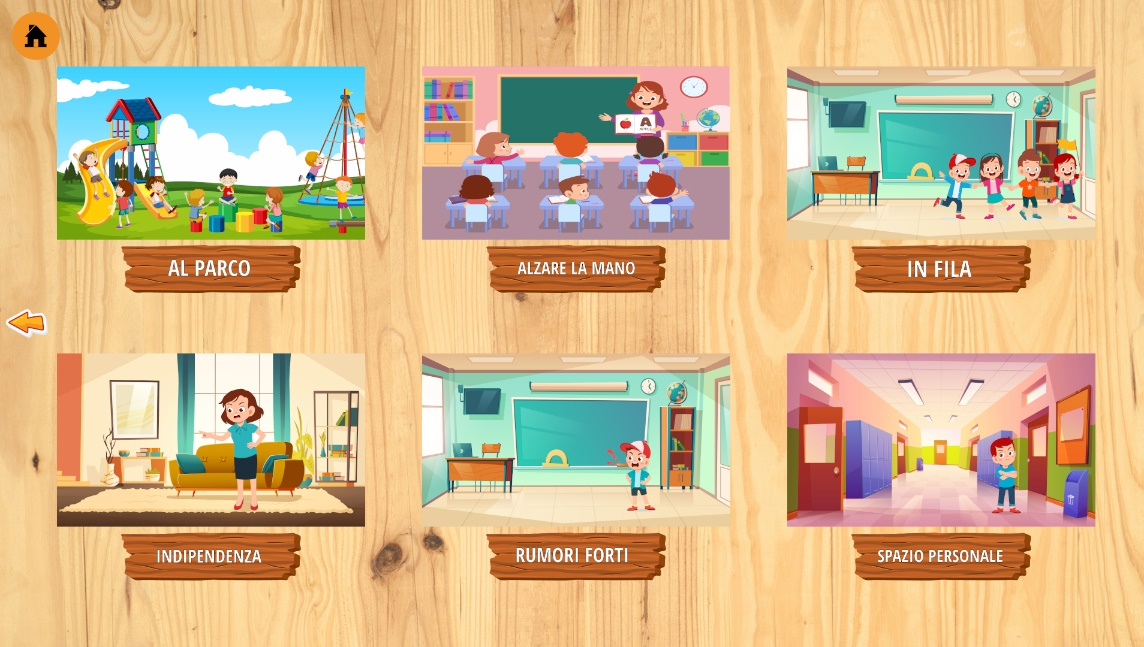 AL PARCO
ALZARE LA MANO
IN FILA
INDIPENDENZA
RUMORI FORTI
SPAZIO PERSONALE